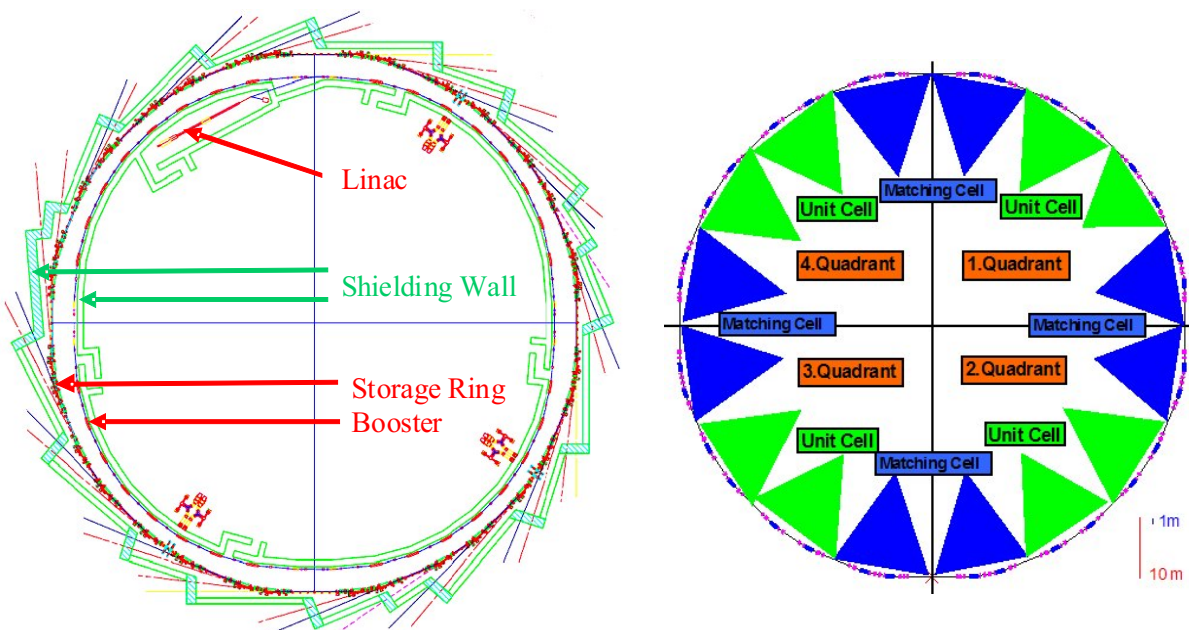 Linac
Shielding Wall
Storage Ring
Booster
Matching Cell
Unit Cell
Unit Cell
4.Quadrant
1.Quadrant
Matching Cell
Matching Cell
3.Quadrant
2.Quadrant
Unit Cell
Unit Cell
Matching Cell
1m
10 m